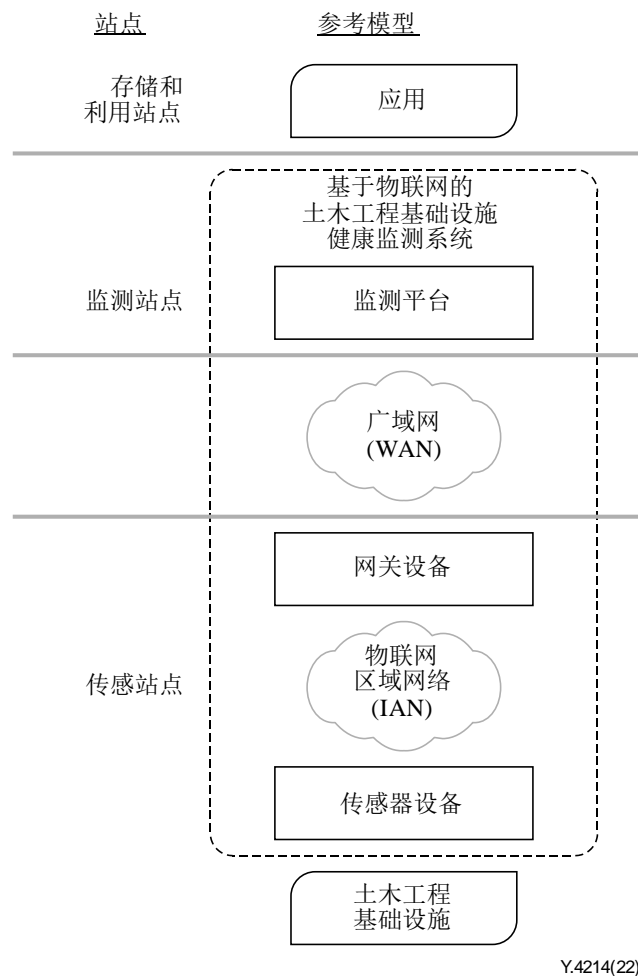 站点 参考模型
存储和
利用站点
应用
基于物联网的
土木工程基础设施
健康监测系统
监测站点
监测平台
广域网
(WAN)
网关设备
传感站点
物联网
区域网络
(IAN)
传感器设备
土木工程
基础设施
Y.4214(22)